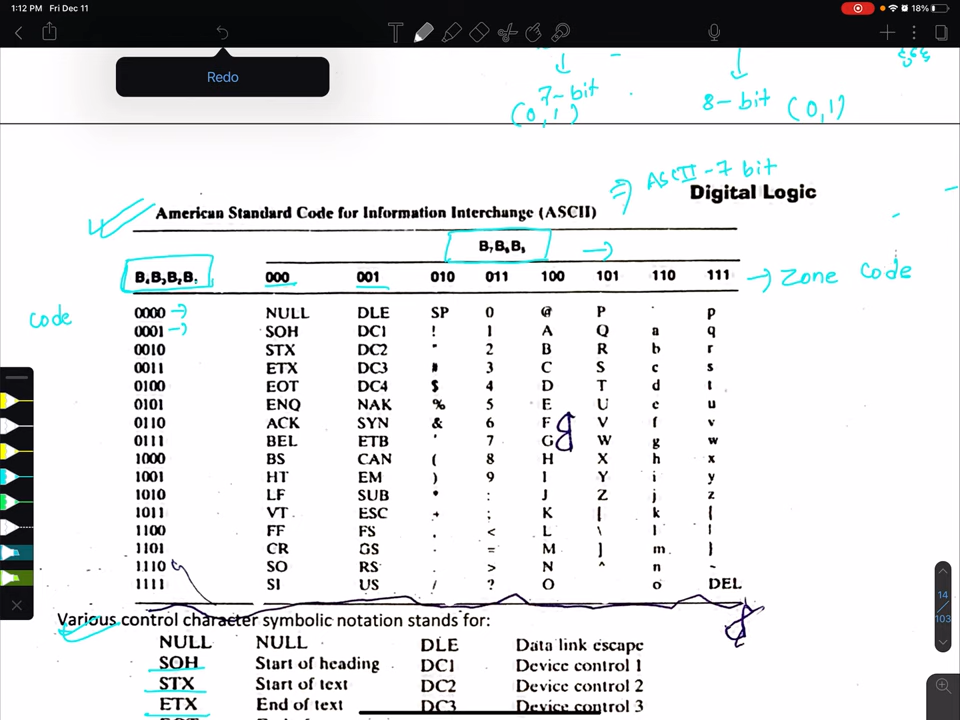 1:12 PM Fri Dec 11
18%
Redo
7-bit
(0,1)
8-bit (0,1)
ASCII-7 bit
Digital Logic
American Standard Code for Information Interchange (ASCII)
B₇B₆B₅
B₄B₃B₂B₁ 000 001 010 011 100 101 110 111 → Zone code
code
0000 → NULL DLE SP 0 @ P ` p
0001 → SOH DC1 ! 1 A Q a q
0010 STX DC2 " 2 B R b r
0011 ETX DC3 # 3 C S c s
0100 EOT DC4 $ 4 D T d t
0101 ENQ NAK % 5 E U e u
0110 ACK SYN & 6 F V f v
0111 BEL ETB ' 7 G W g w
1000 BS CAN ( 8 H X h x
1001 HT EM ) 9 I Y i y
1010 LF SUB * : J Z j z
1011 VT ESC + ; K [ k {
1100 FF FS , < L \ l |
1101 CR GS - = M ] m }
1110 SO RS . > N ^ n ~
1111 SI US / ? O o DEL
Various control character symbolic notation stands for:
NULL NULL DLE Data link escape
SOH Start of heading DC1 Device control 1
STX Start of text DC2 Device control 2
ETX End of text DC3 Device control 3
14
103